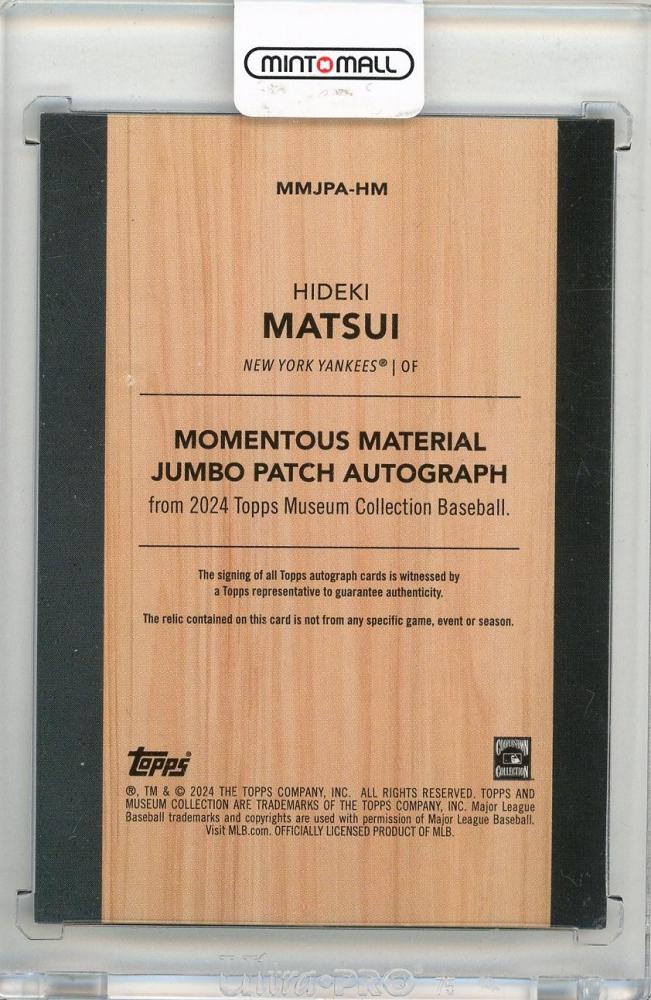 MINT MALL
MMJPA-HM
HIDEKI
MATSUI
NEW YORK YANKEES® | OF
MOMENTOUS MATERIAL
JUMBO PATCH AUTOGRAPH
from 2024 Topps Museum Collection Baseball.
The signing of all Topps autograph cards is witnessed by
a Topps representative to guarantee authenticity.
The relic contained on this card is not from any specific game, event or season.
topps®
COOPERSTOWN
COLLECTION
®, TM & © 2024 THE TOPPS COMPANY, INC. ALL RIGHTS RESERVED. TOPPS AND
MUSEUM COLLECTION ARE TRADEMARKS OF THE TOPPS COMPANY, INC. Major League
Baseball trademarks and copyrights are used with permission of Major League Baseball.
Visit MLB.com. OFFICIALLY LICENSED PRODUCT OF MLB.
Ultra•PRO®